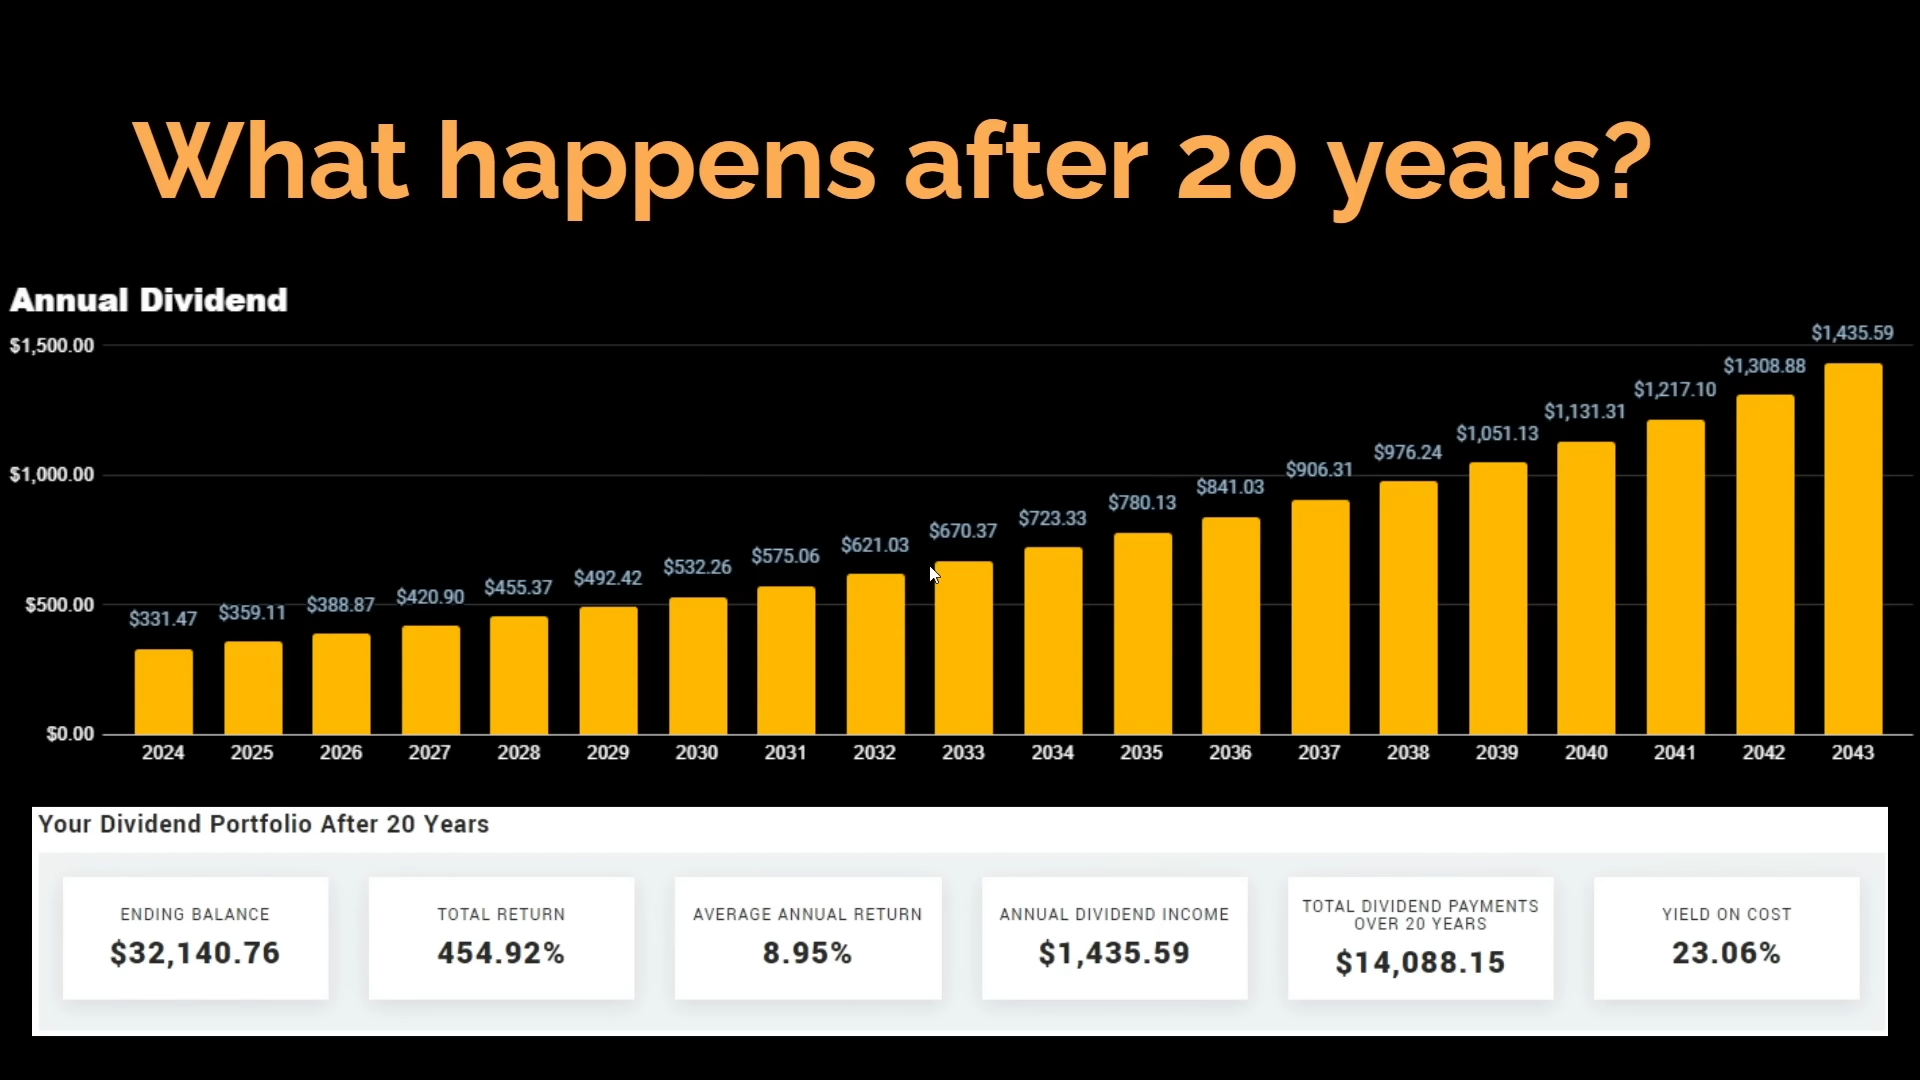 What happens after 20 years?
Annual Dividend
$1,500.00
$1,000.00
$500.00
$0.00
$331.47
$359.11
$388.87
$420.90
$455.37
$492.42
$532.26
$575.06
$621.03
$670.37
$723.33
$780.13
$841.03
$906.31
$976.24
$1,051.13
$1,131.31
$1,217.10
$1,308.88
$1,435.59
2024 2025 2026 2027 2028 2029 2030 2031 2032 2033 2034 2035 2036 2037 2038 2039 2040 2041 2042 2043
Your Dividend Portfolio After 20 Years
ENDING BALANCE
$32,140.76
TOTAL RETURN
454.92%
AVERAGE ANNUAL RETURN
8.95%
ANNUAL DIVIDEND INCOME
$1,435.59
TOTAL DIVIDEND PAYMENTS
OVER 20 YEARS
$14,088.15
YIELD ON COST
23.06%